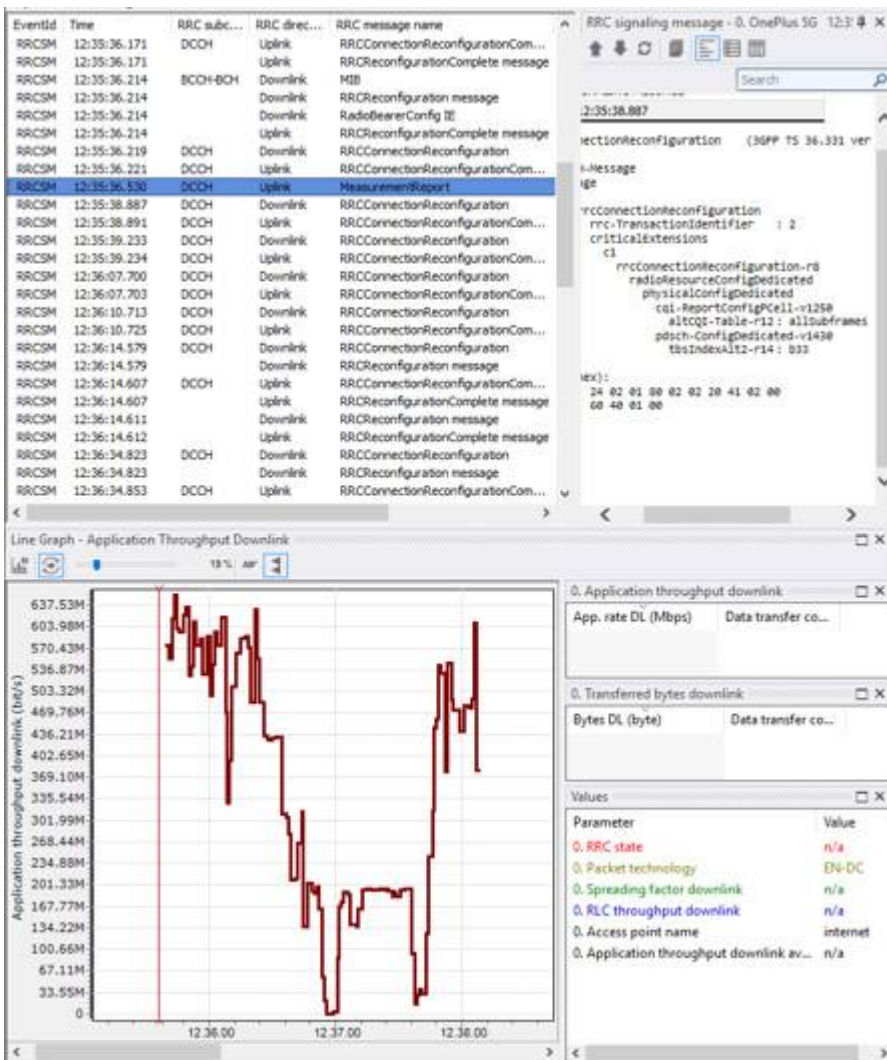 EventId Time RRC subc... RRC direc... RRC message name
RRCSM 12:35:36.171 DCCH Uplink RRCConnectionReconfigurationCom...
RRCSM 12:35:36.171 Uplink RRCReconfigurationComplete message
RRCSM 12:35:36.214 BCCH-BCH Downlink MIB
RRCSM 12:35:36.214 Downlink RRCReconfiguration message
RRCSM 12:35:36.214 Downlink RadioBearerConfig IE
RRCSM 12:35:36.214 Uplink RRCReconfigurationComplete message
RRCSM 12:35:36.219 DCCH Downlink RRCConnectionReconfiguration
RRCSM 12:35:36.221 DCCH Uplink RRCConnectionReconfigurationCom...
RRCSM 12:35:36.530 DCCH Uplink MeasurementReport
RRCSM 12:35:38.887 DCCH Downlink RRCConnectionReconfiguration
RRCSM 12:35:38.891 DCCH Uplink RRCConnectionReconfigurationCom...
RRCSM 12:35:39.233 DCCH Downlink RRCConnectionReconfiguration
RRCSM 12:35:39.234 DCCH Uplink RRCConnectionReconfigurationCom...
RRCSM 12:36:07.700 DCCH Downlink RRCConnectionReconfiguration
RRCSM 12:36:07.703 DCCH Uplink RRCConnectionReconfigurationCom...
RRCSM 12:36:10.713 DCCH Downlink RRCConnectionReconfiguration
RRCSM 12:36:10.725 DCCH Uplink RRCConnectionReconfigurationCom...
RRCSM 12:36:14.579 DCCH Downlink RRCConnectionReconfiguration
RRCSM 12:36:14.579 Downlink RRCReconfiguration message
RRCSM 12:36:14.607 DCCH Uplink RRCConnectionReconfigurationCom...
RRCSM 12:36:14.607 Uplink RRCReconfigurationComplete message
RRCSM 12:36:14.611 Downlink RRCReconfiguration message
RRCSM 12:36:14.612 Uplink RRCReconfigurationComplete message
RRCSM 12:36:34.823 DCCH Downlink RRCConnectionReconfiguration
RRCSM 12:36:34.823 Downlink RRCReconfiguration message
RRCSM 12:36:34.853 DCCH Uplink RRCConnectionReconfigurationCom...
RRC signaling message - 0. OnePlus 5G 12:3
Search
2:35:38.887
ectionReconfiguration (3GPP TS 36.331 ver
-Message
ge
rrcConnectionReconfiguration
rrc-TransactionIdentifier : 2
criticalExtensions
c1
rrcConnectionReconfiguration-r8
radioResourceConfigDedicated
physicalConfigDedicated
cqi-ReportConfigPCell-v1250
altCQI-Table-r12 : allSubframes
pdsch-ConfigDedicated-v1430
tbsIndexAlt2-r14 : b33
ex):
24 02 01 80 02 02 20 41 02 00
60 40 01 00
Line Graph - Application Throughput Downlink
Application throughput downlink (bit/s)
637.53M
603.98M
570.43M
536.87M
503.32M
469.76M
436.21M
402.65M
369.10M
335.54M
301.99M
268.44M
234.88M
201.33M
167.77M
134.22M
100.66M
67.11M
33.55M
0
12.36.00 12.37.00 12.38.00
0. Application throughput downlink
App. rate DL (Mbps) Data transfer co...
0. Transferred bytes downlink
Bytes DL (byte) Data transfer co...
Values
Parameter Value
0. RRC state n/a
0. Packet technology EN-DC
0. Spreading factor downlink n/a
0. RLC throughput downlink n/a
0. Access point name internet
0. Application throughput downlink av... n/a